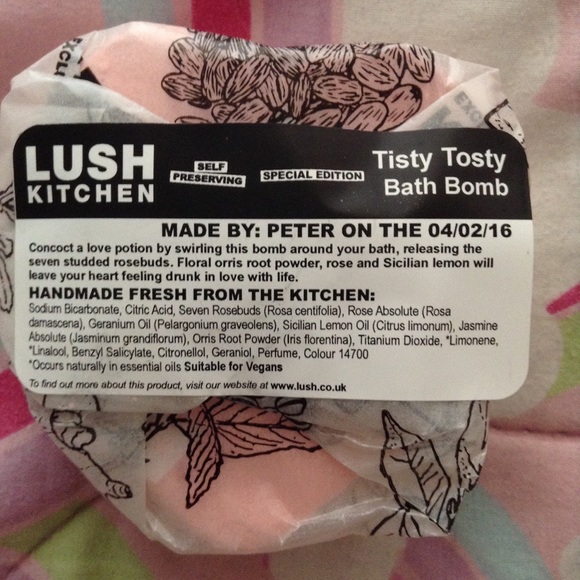 LUSH
KITCHEN
SELF
PRESERVING
SPECIAL EDITION
Tisty Tosty
Bath Bomb
MADE BY: PETER ON THE 04/02/16
Concoct a love potion by swirling this bomb around your bath, releasing the
seven studded rosebuds. Floral orris root powder, rose and Sicilian lemon will
leave your heart feeling drunk in love with life.
HANDMADE FRESH FROM THE KITCHEN:
Sodium Bicarbonate, Citric Acid, Seven Rosebuds (Rosa centifolia), Rose Absolute (Rosa
damascena), Geranium Oil (Pelargonium graveolens), Sicilian Lemon Oil (Citrus limonum), Jasmine
Absolute (Jasminum grandiflorum), Orris Root Powder (Iris florentina), Titanium Dioxide, *Limonene,
*Linalool, Benzyl Salicylate, Citronellol, Geraniol, Perfume, Colour 14700
*Occurs naturally in essential oils Suitable for Vegans
To find out more about this product, visit our website at www.lush.co.uk